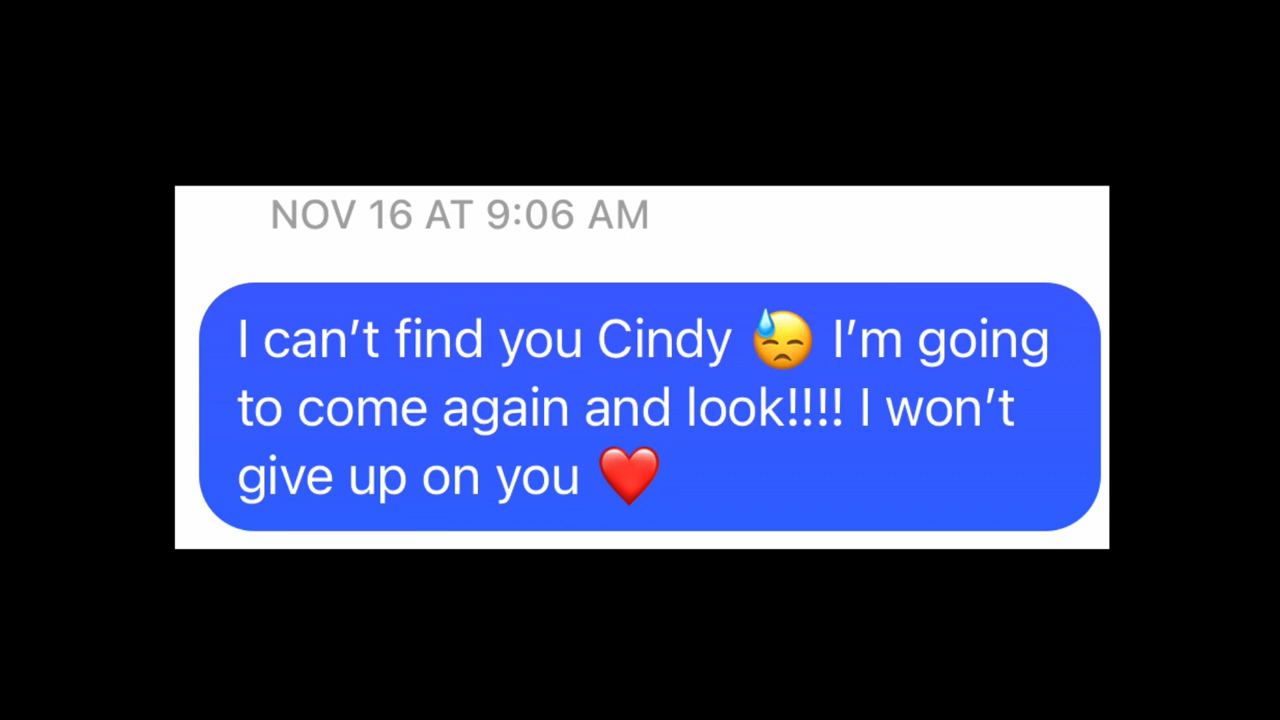 NOV 16 AT 9:06 AM
I can’t find you Cindy 😓 I’m going
to come again and look!!!! I won’t
give up on you ❤️